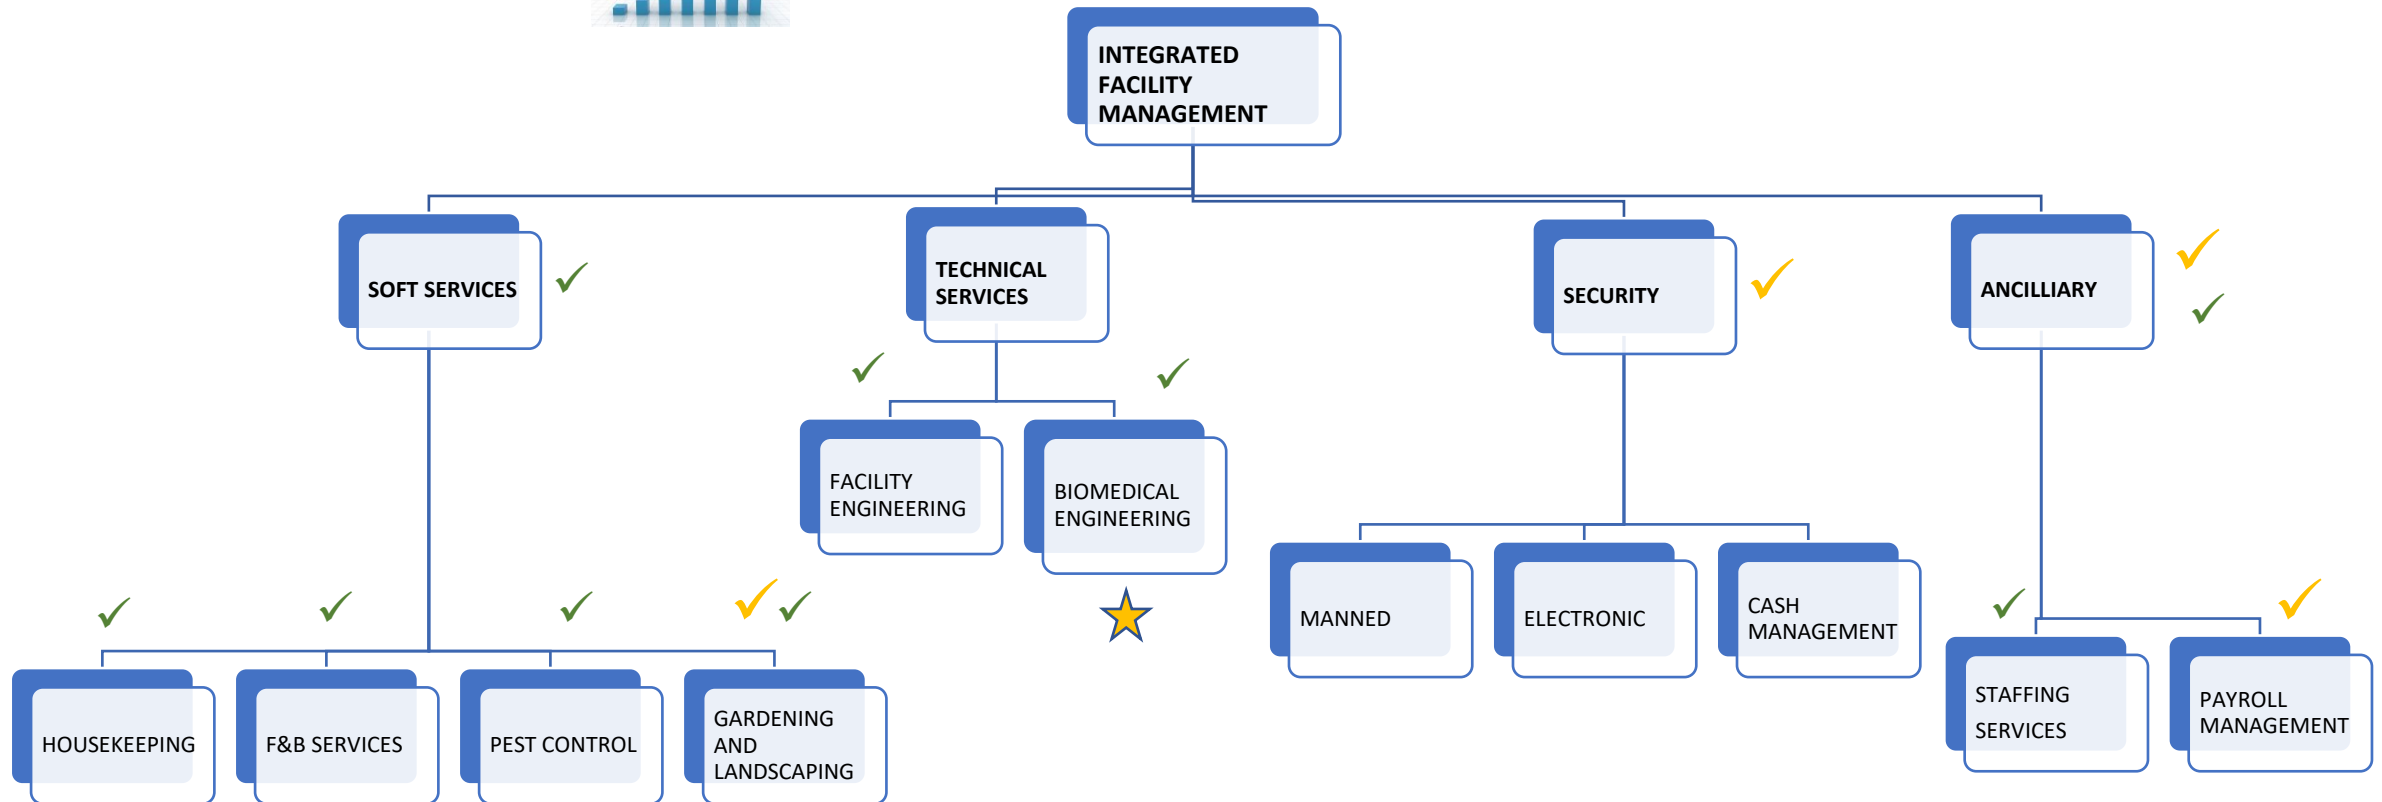 INTEGRATED
FACILITY
MANAGEMENT
SOFT SERVICES
TECHNICAL
SERVICES
SECURITY
ANCILLIARY
FACILITY
ENGINEERING
BIOMEDICAL
ENGINEERING
MANNED
ELECTRONIC
CASH
MANAGEMENT
HOUSEKEEPING
F&B SERVICES
PEST CONTROL
GARDENING
AND
LANDSCAPING
STAFFING
SERVICES
PAYROLL
MANAGEMENT